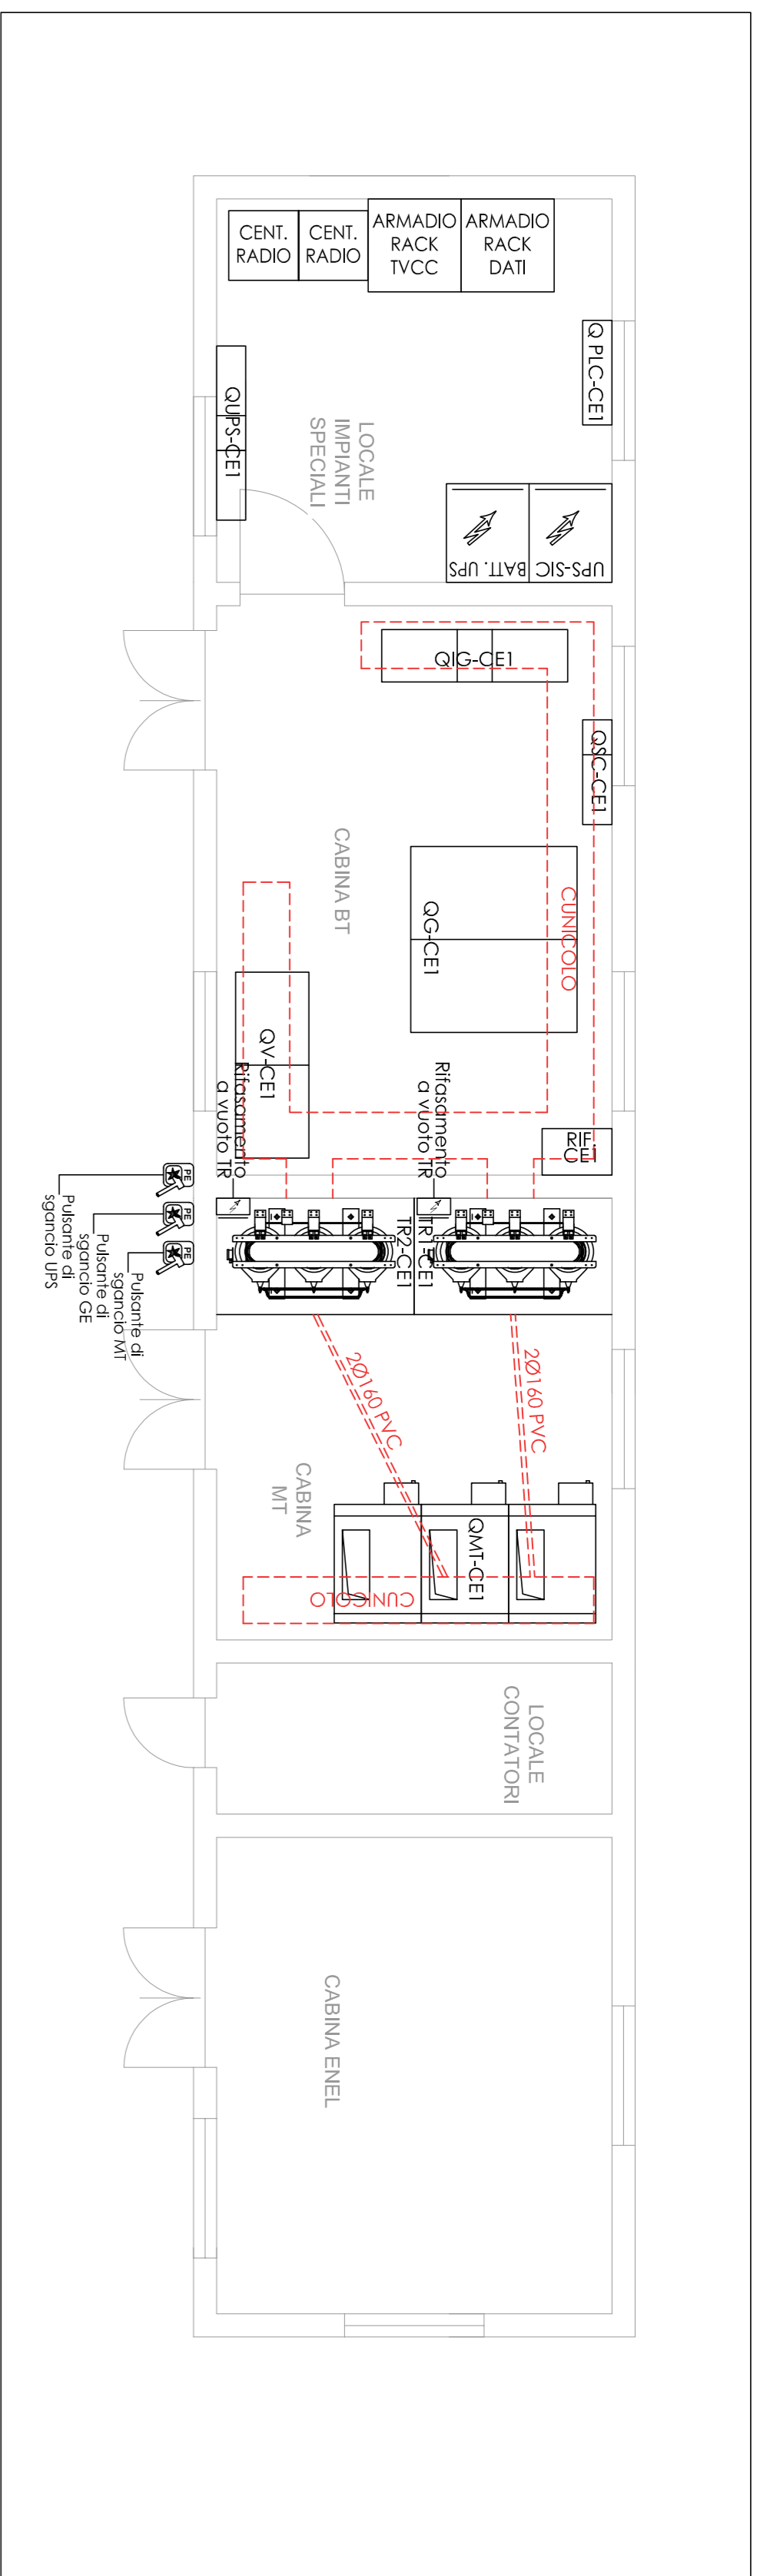 CENT.
RADIO
CENT.
RADIO
ARMADIO
RACK
TVCC
ARMADIO
RACK
DATI
Q PLC-CE1
QUPS-CE1
LOCALE
IMPIANTI
SPECIALI
BATT. UPS
UPS-SIC
QIG-CE1
QSC-CE1
CABINA BT
QG-CE1
CUNICOLO
QV-CE1
Rifasamento
a vuoto TR
Rifasamento
a vuoto TR
RIF.
CE1
PE
PE
PE
Pulsante di
sgancio UPS
Pulsante di
sgancio GE
Pulsante di
sgancio MT
TR2-CE1
TR1-CE1
2Ø160 PVC
2Ø160 PVC
CABINA
MT
QMT-CE1
CUNICOLO
LOCALE
CONTATORI
CABINA ENEL